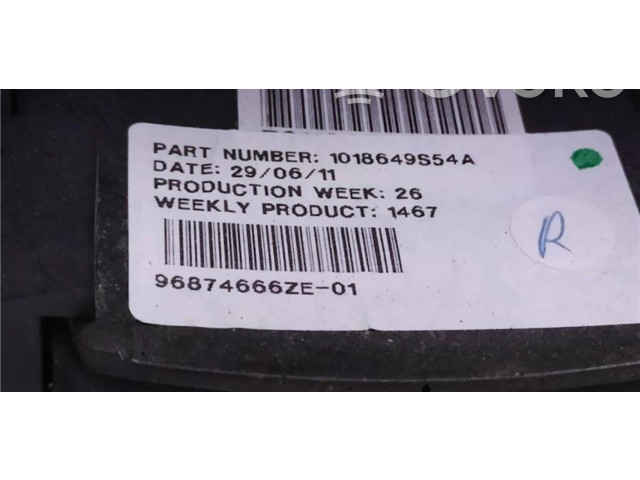 PART NUMBER: 1018649S54A
DATE: 29/06/11
PRODUCTION WEEK: 26
WEEKLY PRODUCT: 1467
R
96874666ZE-01